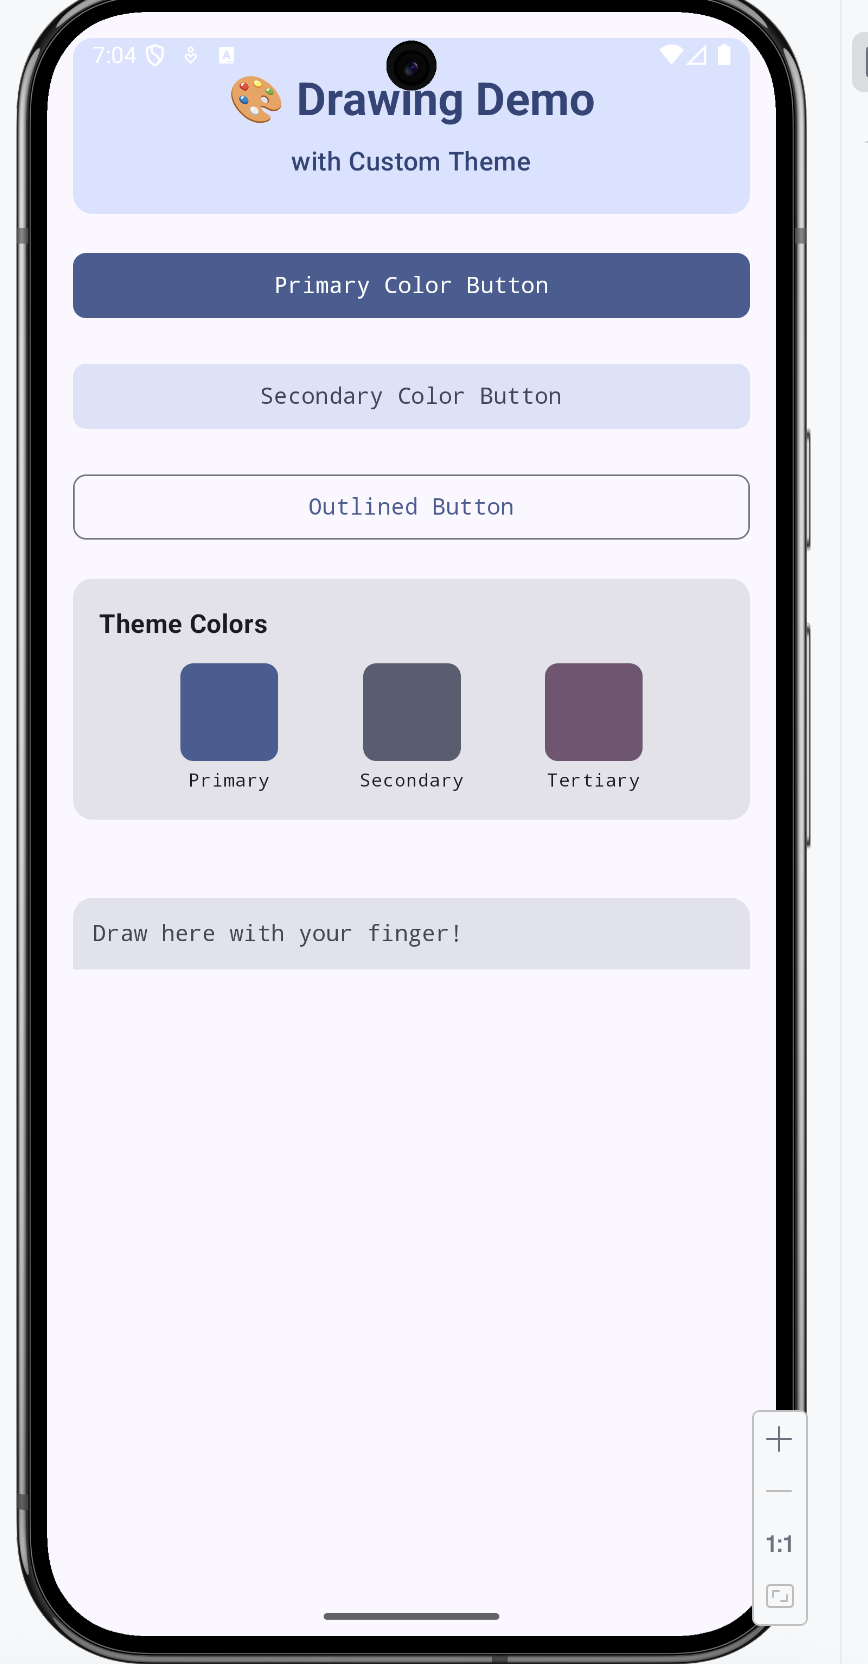 7:04
🎨 Drawing Demo
with Custom Theme
Primary Color Button
Secondary Color Button
Outlined Button
Theme Colors
Primary Secondary Tertiary
Draw here with your finger!
1:1